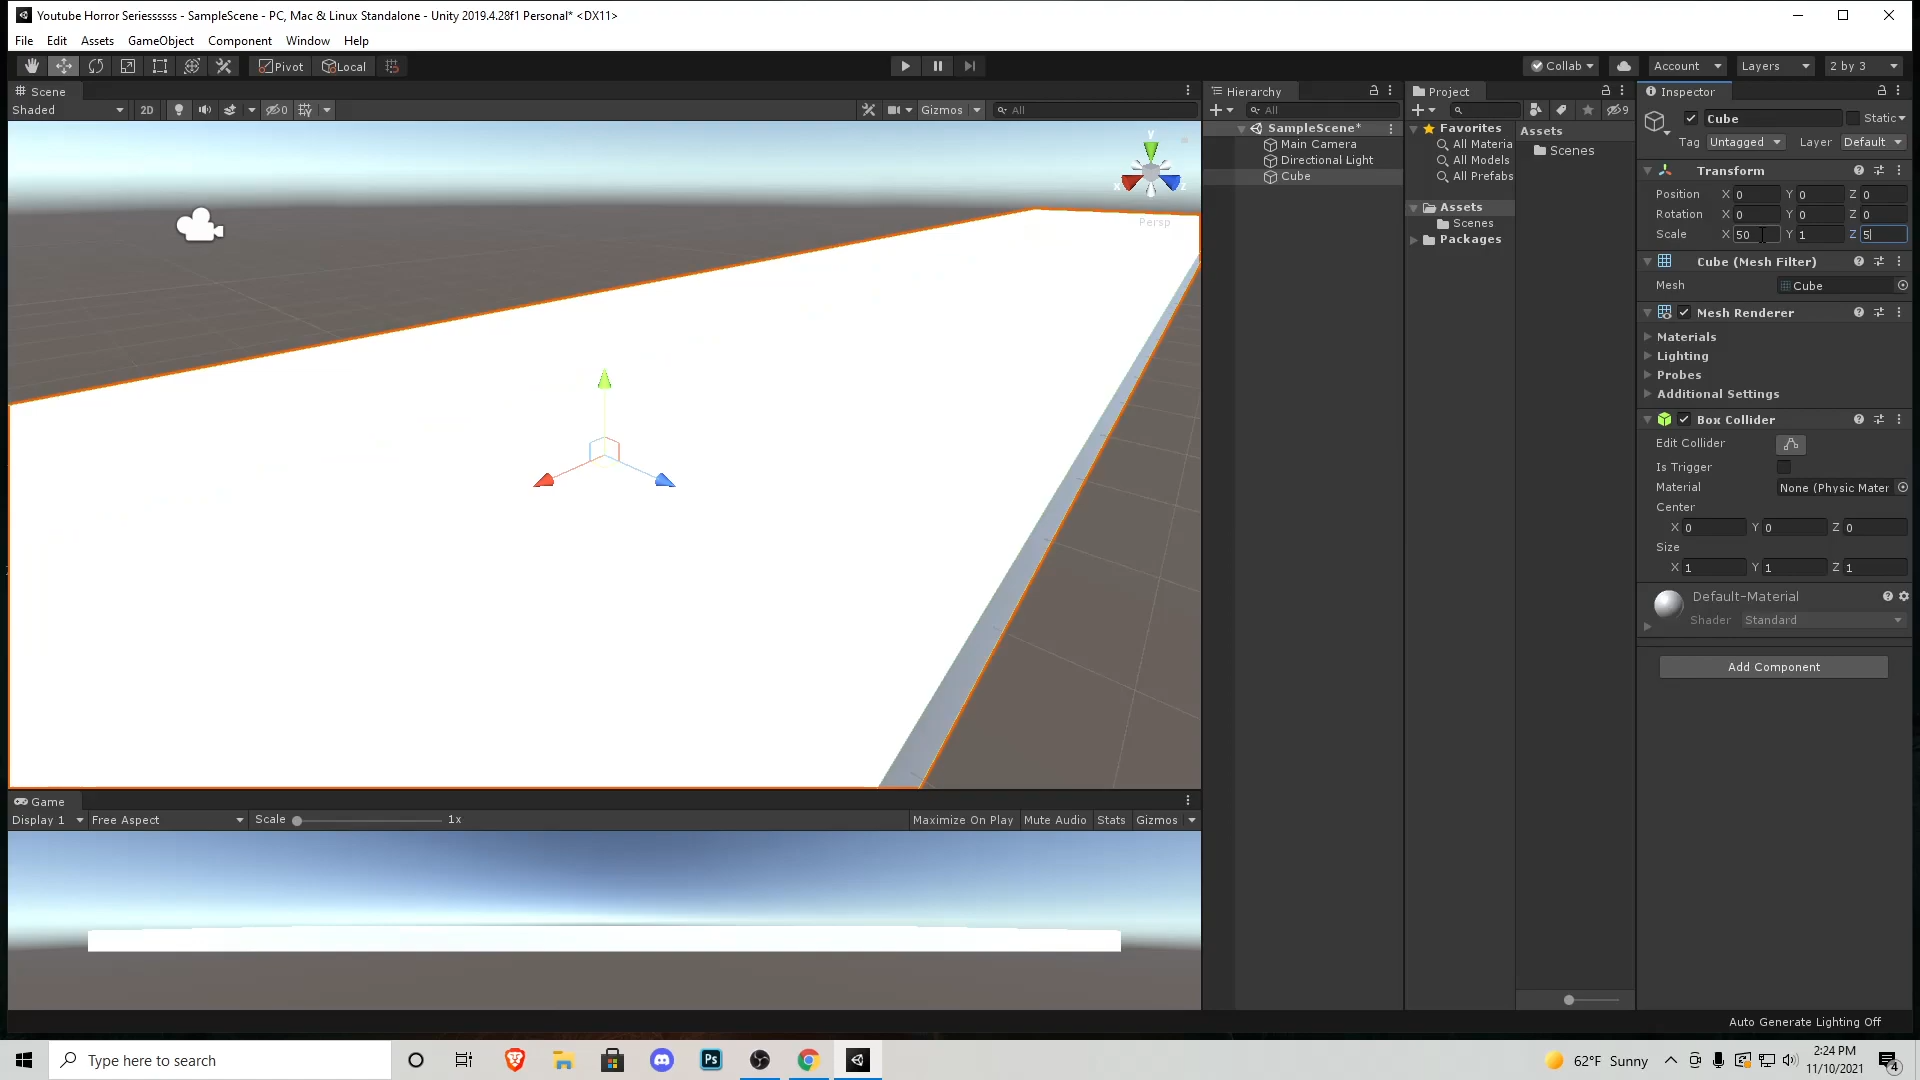 Youtube Horror Seriessssss - SampleScene - PC, Mac & Linux Standalone - Unity 2019.4.28f1 Personal* <DX11>
File Edit Assets GameObject Component Window Help
Pivot Local Collab Account Layers 2 by 3
Scene
Shaded 2D 0 Gizmos All
y x z
Persp
Hierarchy
All
SampleScene*
Main Camera
Directional Light
Cube
Project
9
Favorites
All Materia
All Models
All Prefabs
Assets
Scenes
Packages
Assets
Scenes
Inspector
Cube Static
Tag Untagged Layer Default
Transform
Position X 0 Y 0 Z 0
Rotation X 0 Y 0 Z 0
Scale X 50 Y 1 Z 5
Cube (Mesh Filter)
Mesh Cube
Mesh Renderer
Materials
Lighting
Probes
Additional Settings
Box Collider
Edit Collider
Is Trigger
Material None (Physic Mater
Center
X 0 Y 0 Z 0
Size
X 1 Y 1 Z 1
Default-Material
Shader Standard
Add Component
Game
Display 1 Free Aspect Scale 1x Maximize On Play Mute Audio Stats Gizmos
Auto Generate Lighting Off
Type here to search
Ps
62°F Sunny
2:24 PM
11/10/2021
4